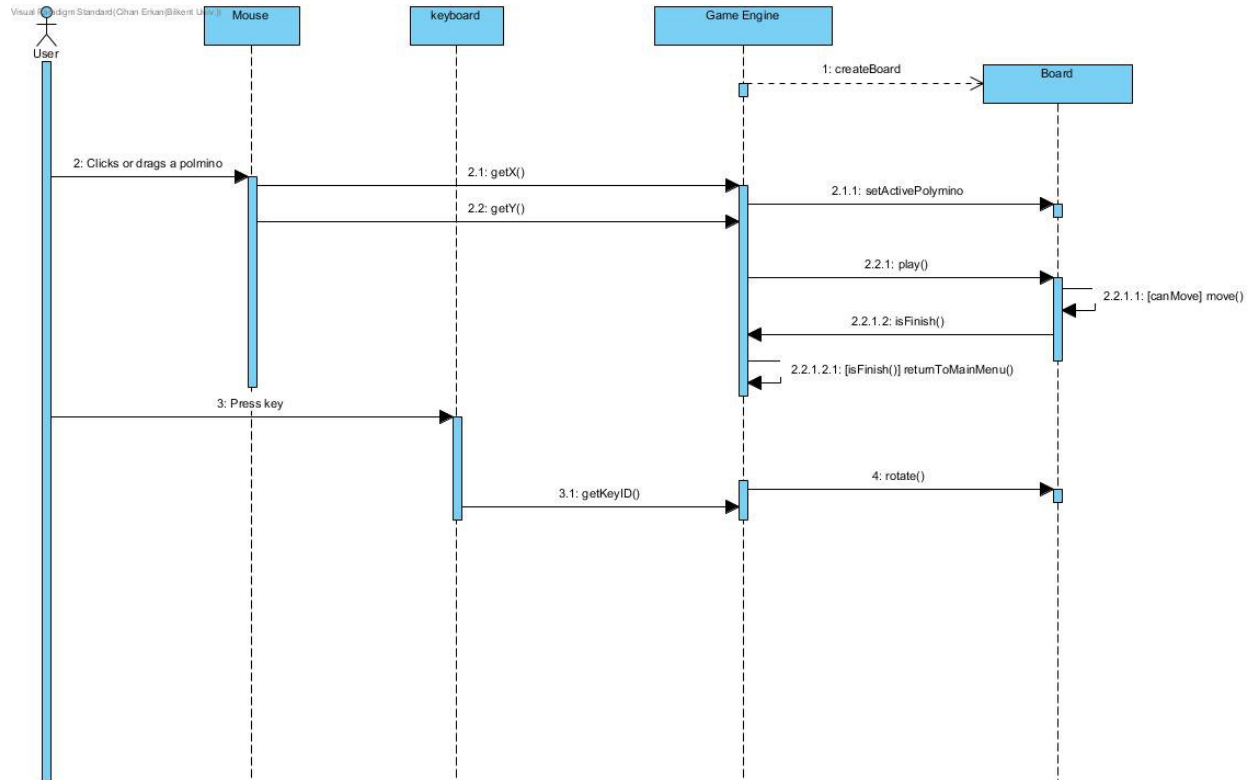 Visual Paradigm Standard(Cihan Erkan(Bilkent Univ.))
User
Mouse
keyboard
Game Engine
1: createBoard
Board
2: Clicks or drags a polmino
2.1: getX()
2.1.1: setActivePolymino
2.2: getY()
2.2.1: play()
2.2.1.1: [canMove] move()
2.2.1.2: isFinish()
2.2.1.2.1: [isFinish()] returnToMainMenu()
3: Press key
4: rotate()
3.1: getKeyID()